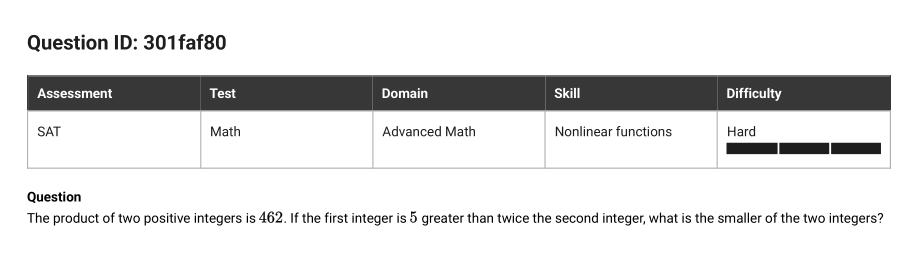 Question ID: 301faf80
Assessment Test Domain Skill Difficulty
SAT Math Advanced Math Nonlinear functions Hard
Question
The product of two positive integers is 462. If the first integer is 5 greater than twice the second integer, what is the smaller of the two integers?